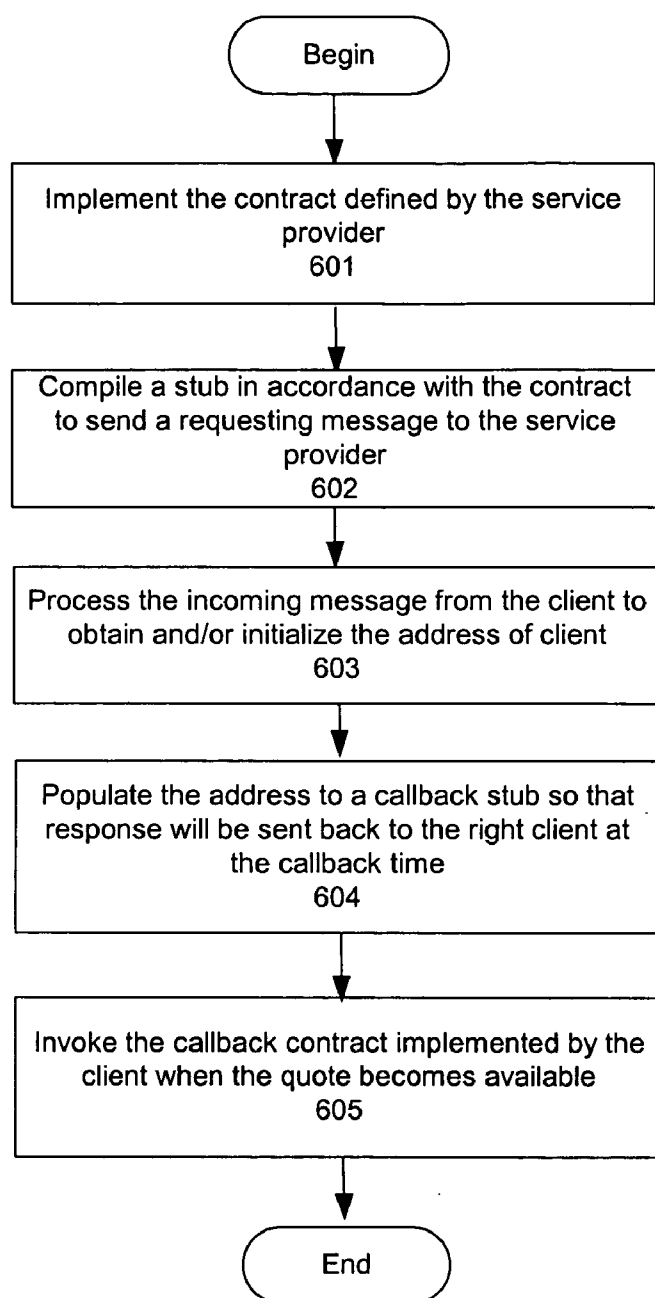 Begin
Implement the contract defined by the service
provider
601
Compile a stub in accordance with the contract
to send a requesting message to the service
provider
602
Process the incoming message from the client to
obtain and/or initialize the address of client
603
Populate the address to a callback stub so that
response will be sent back to the right client at
the callback time
604
Invoke the callback contract implemented by the
client when the quote becomes available
605
End